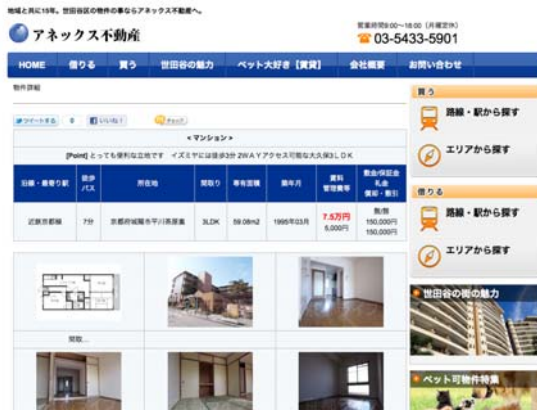 地域と共に15年。世田谷区の物件の事ならアネックス不動産へ。
アネックス不動産
営業時間9:00～18:00（月曜定休）
03-5433-5901
HOME 借りる 買う 世田谷の魅力 ペット大好き【賃貸】 会社概要 お問い合わせ
物件詳細
ツイートする 0 いいね！ チェック
＜マンション＞
[Point] とっても便利な立地です イズミヤには徒歩3分 2WAYアクセス可能な大久保3LDK
沿線・最寄り駅 徒歩 バス 所在地 間取り 専有面積 築年月 賃料 管理費等 敷金/保証金 礼金 償却・敷引
近鉄京都線 7分 京都府城陽市平川茶屋裏 3LDK 59.08m2 1995年03月 7.5万円 5,000円 無/無 150,000円 150,000円
間取...
買う
路線・駅から探す
エリアから探す
借りる
路線・駅から探す
エリアから探す
世田谷の街の魅力
ペット可物件特集